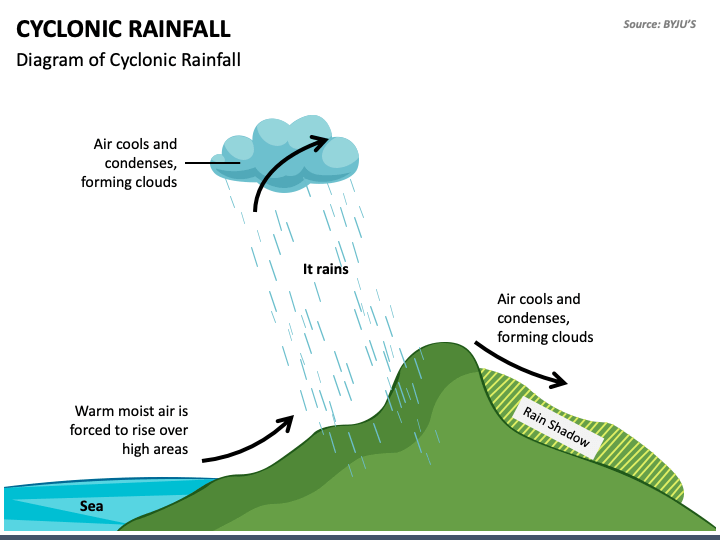 CYCLONIC RAINFALL
Source: BYJU'S
Diagram of Cyclonic Rainfall
Air cools and
condenses,
forming clouds
It rains
Air cools and
condenses,
forming clouds
Warm moist air is
forced to rise over
high areas
Rain Shadow
Sea